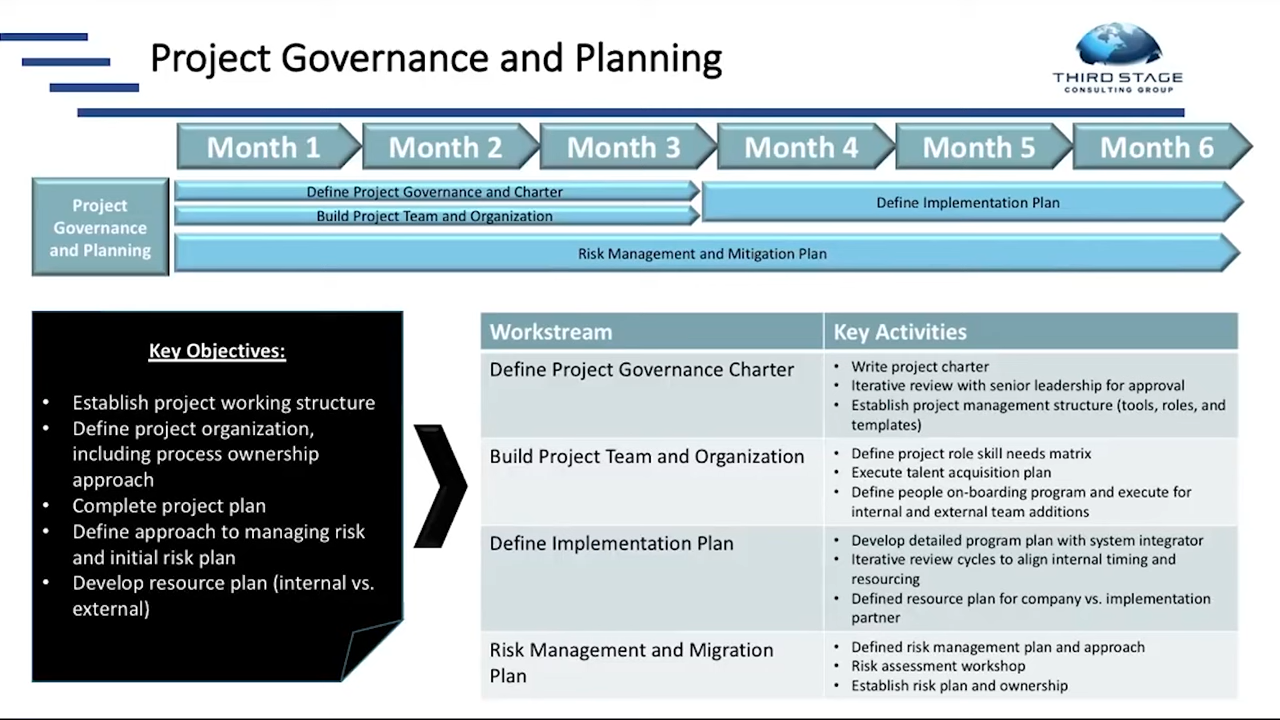 Project Governance and Planning
THIRD STAGE
CONSULTING GROUP
Month 1
Month 2
Month 3
Month 4
Month 5
Month 6
Project
Governance
and Planning
Define Project Governance and Charter
Build Project Team and Organization
Define Implementation Plan
Risk Management and Mitigation Plan
Key Objectives:
• Establish project working structure
• Define project organization,
including process ownership
approach
• Complete project plan
• Define approach to managing risk
and initial risk plan
• Develop resource plan (internal vs.
external)
Workstream
Key Activities
Define Project Governance Charter
• Write project charter
• Iterative review with senior leadership for approval
• Establish project management structure (tools, roles, and
templates)
Build Project Team and Organization
• Define project role skill needs matrix
• Execute talent acquisition plan
• Define people on-boarding program and execute for
internal and external team additions
Define Implementation Plan
• Develop detailed program plan with system integrator
• Iterative review cycles to align internal timing and
resourcing
• Defined resource plan for company vs. implementation
partner
Risk Management and Migration
Plan
• Defined risk management plan and approach
• Risk assessment workshop
• Establish risk plan and ownership